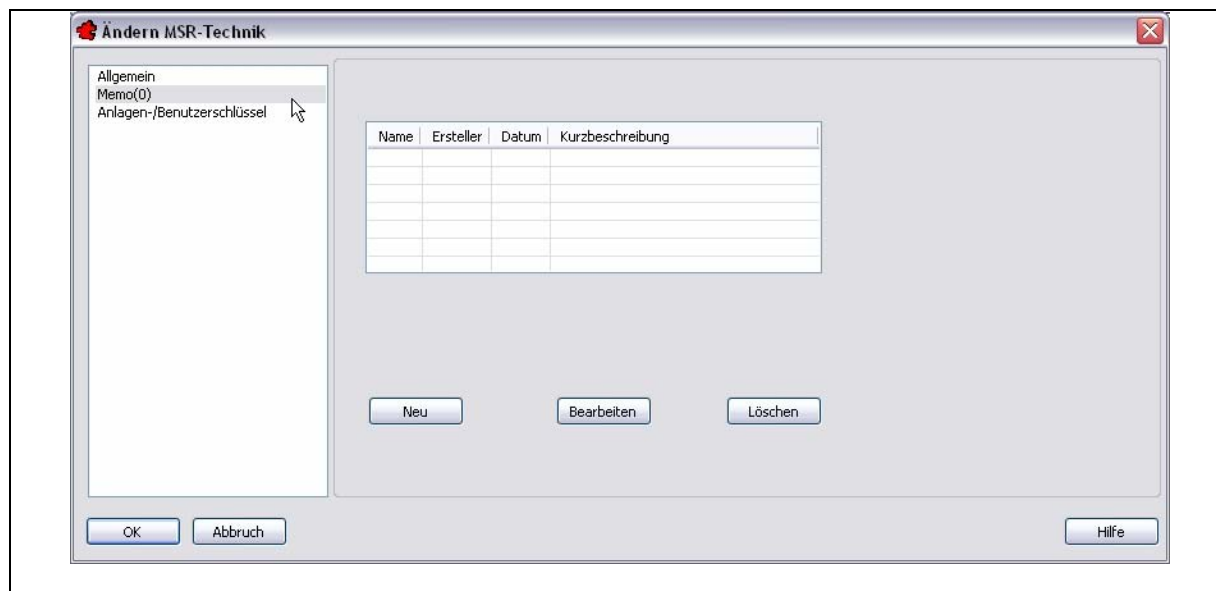 Ändern MSR-Technik
Allgemein
Memo(0)
Anlagen-/Benutzerschlüssel
Name Ersteller Datum Kurzbeschreibung
Neu Bearbeiten Löschen
OK Abbruch Hilfe